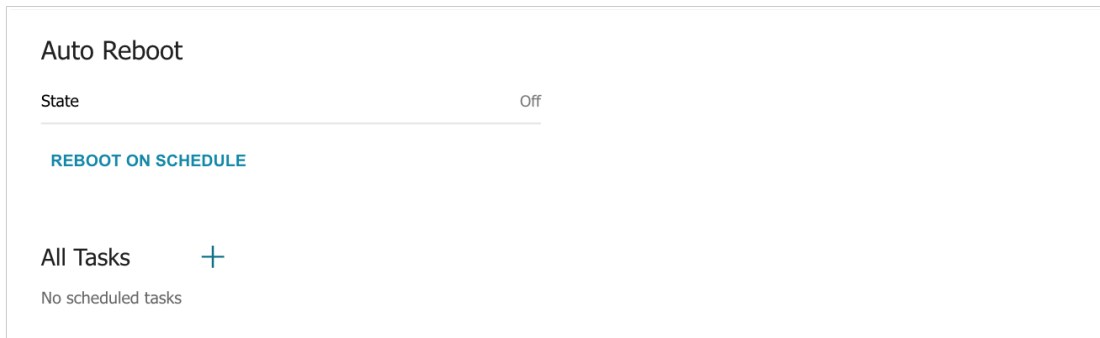 Auto Reboot
State Off
REBOOT ON SCHEDULE
All Tasks
No scheduled tasks